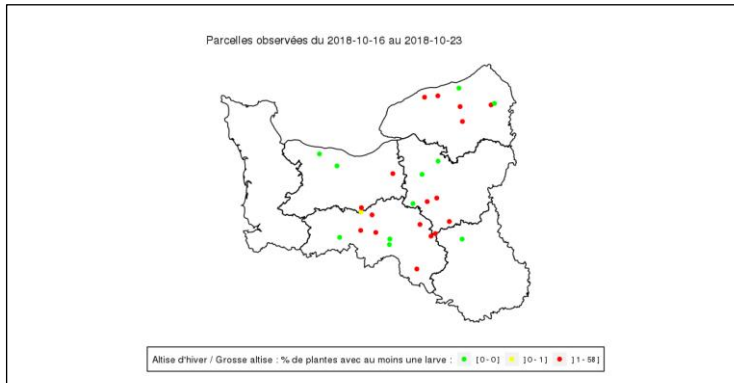 Parcelles observées du 2018-10-16 au 2018-10-23
Altise d'hiver / Grosse altise : % de plantes avec au moins une larve : [0-0] ]0-1] ]1-58]